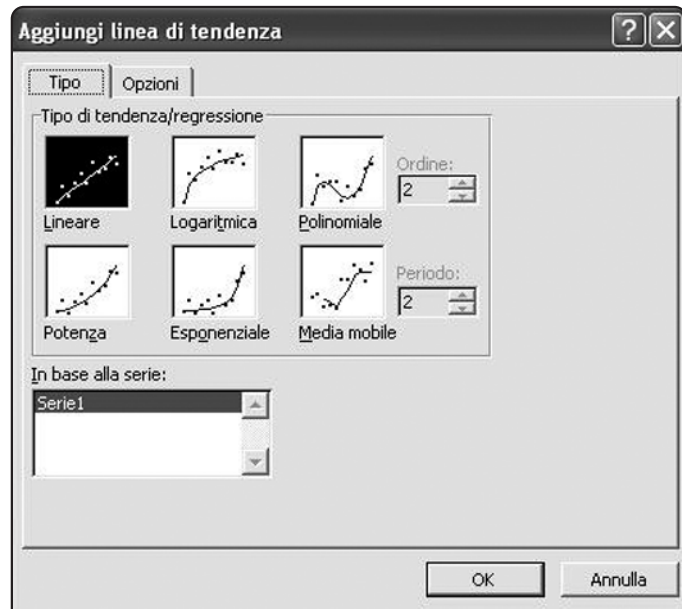 Aggiungi linea di tendenza
Tipo Opzioni
Tipo di tendenza/regressione
Lineare Logaritmica Polinomiale
Ordine:
2
Potenza Esponenziale Media mobile
Periodo:
2
In base alla serie:
Serie1
OK Annulla